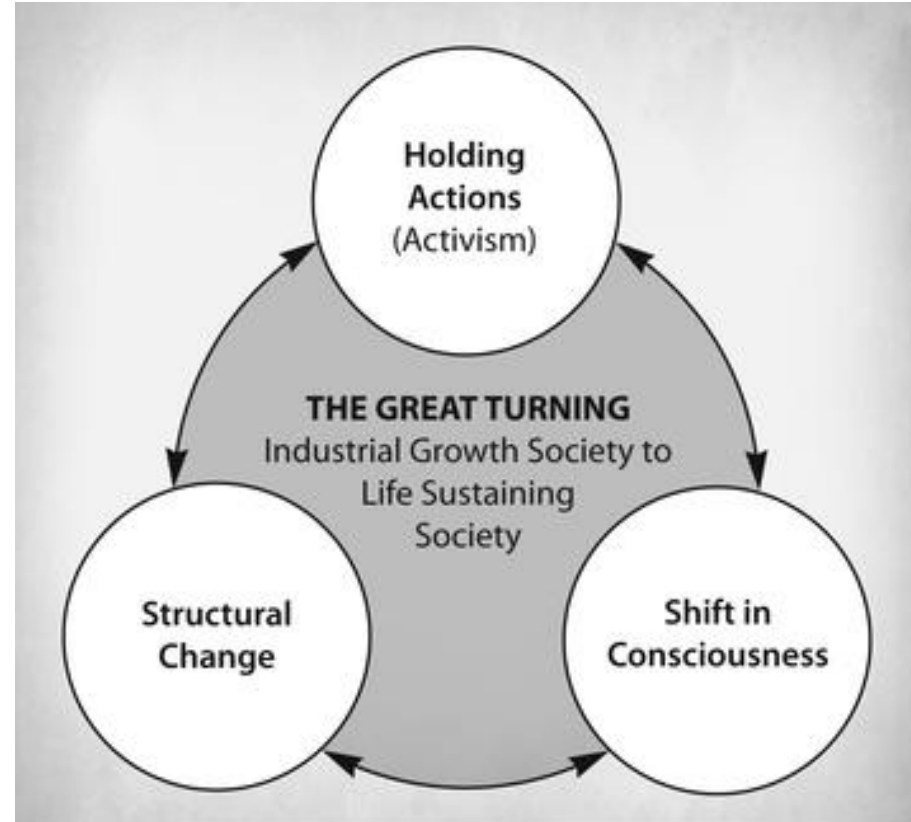 Holding
Actions
(Activism)
THE GREAT TURNING
Industrial Growth Society to
Life Sustaining
Society
Structural
Change
Shift in
Consciousness